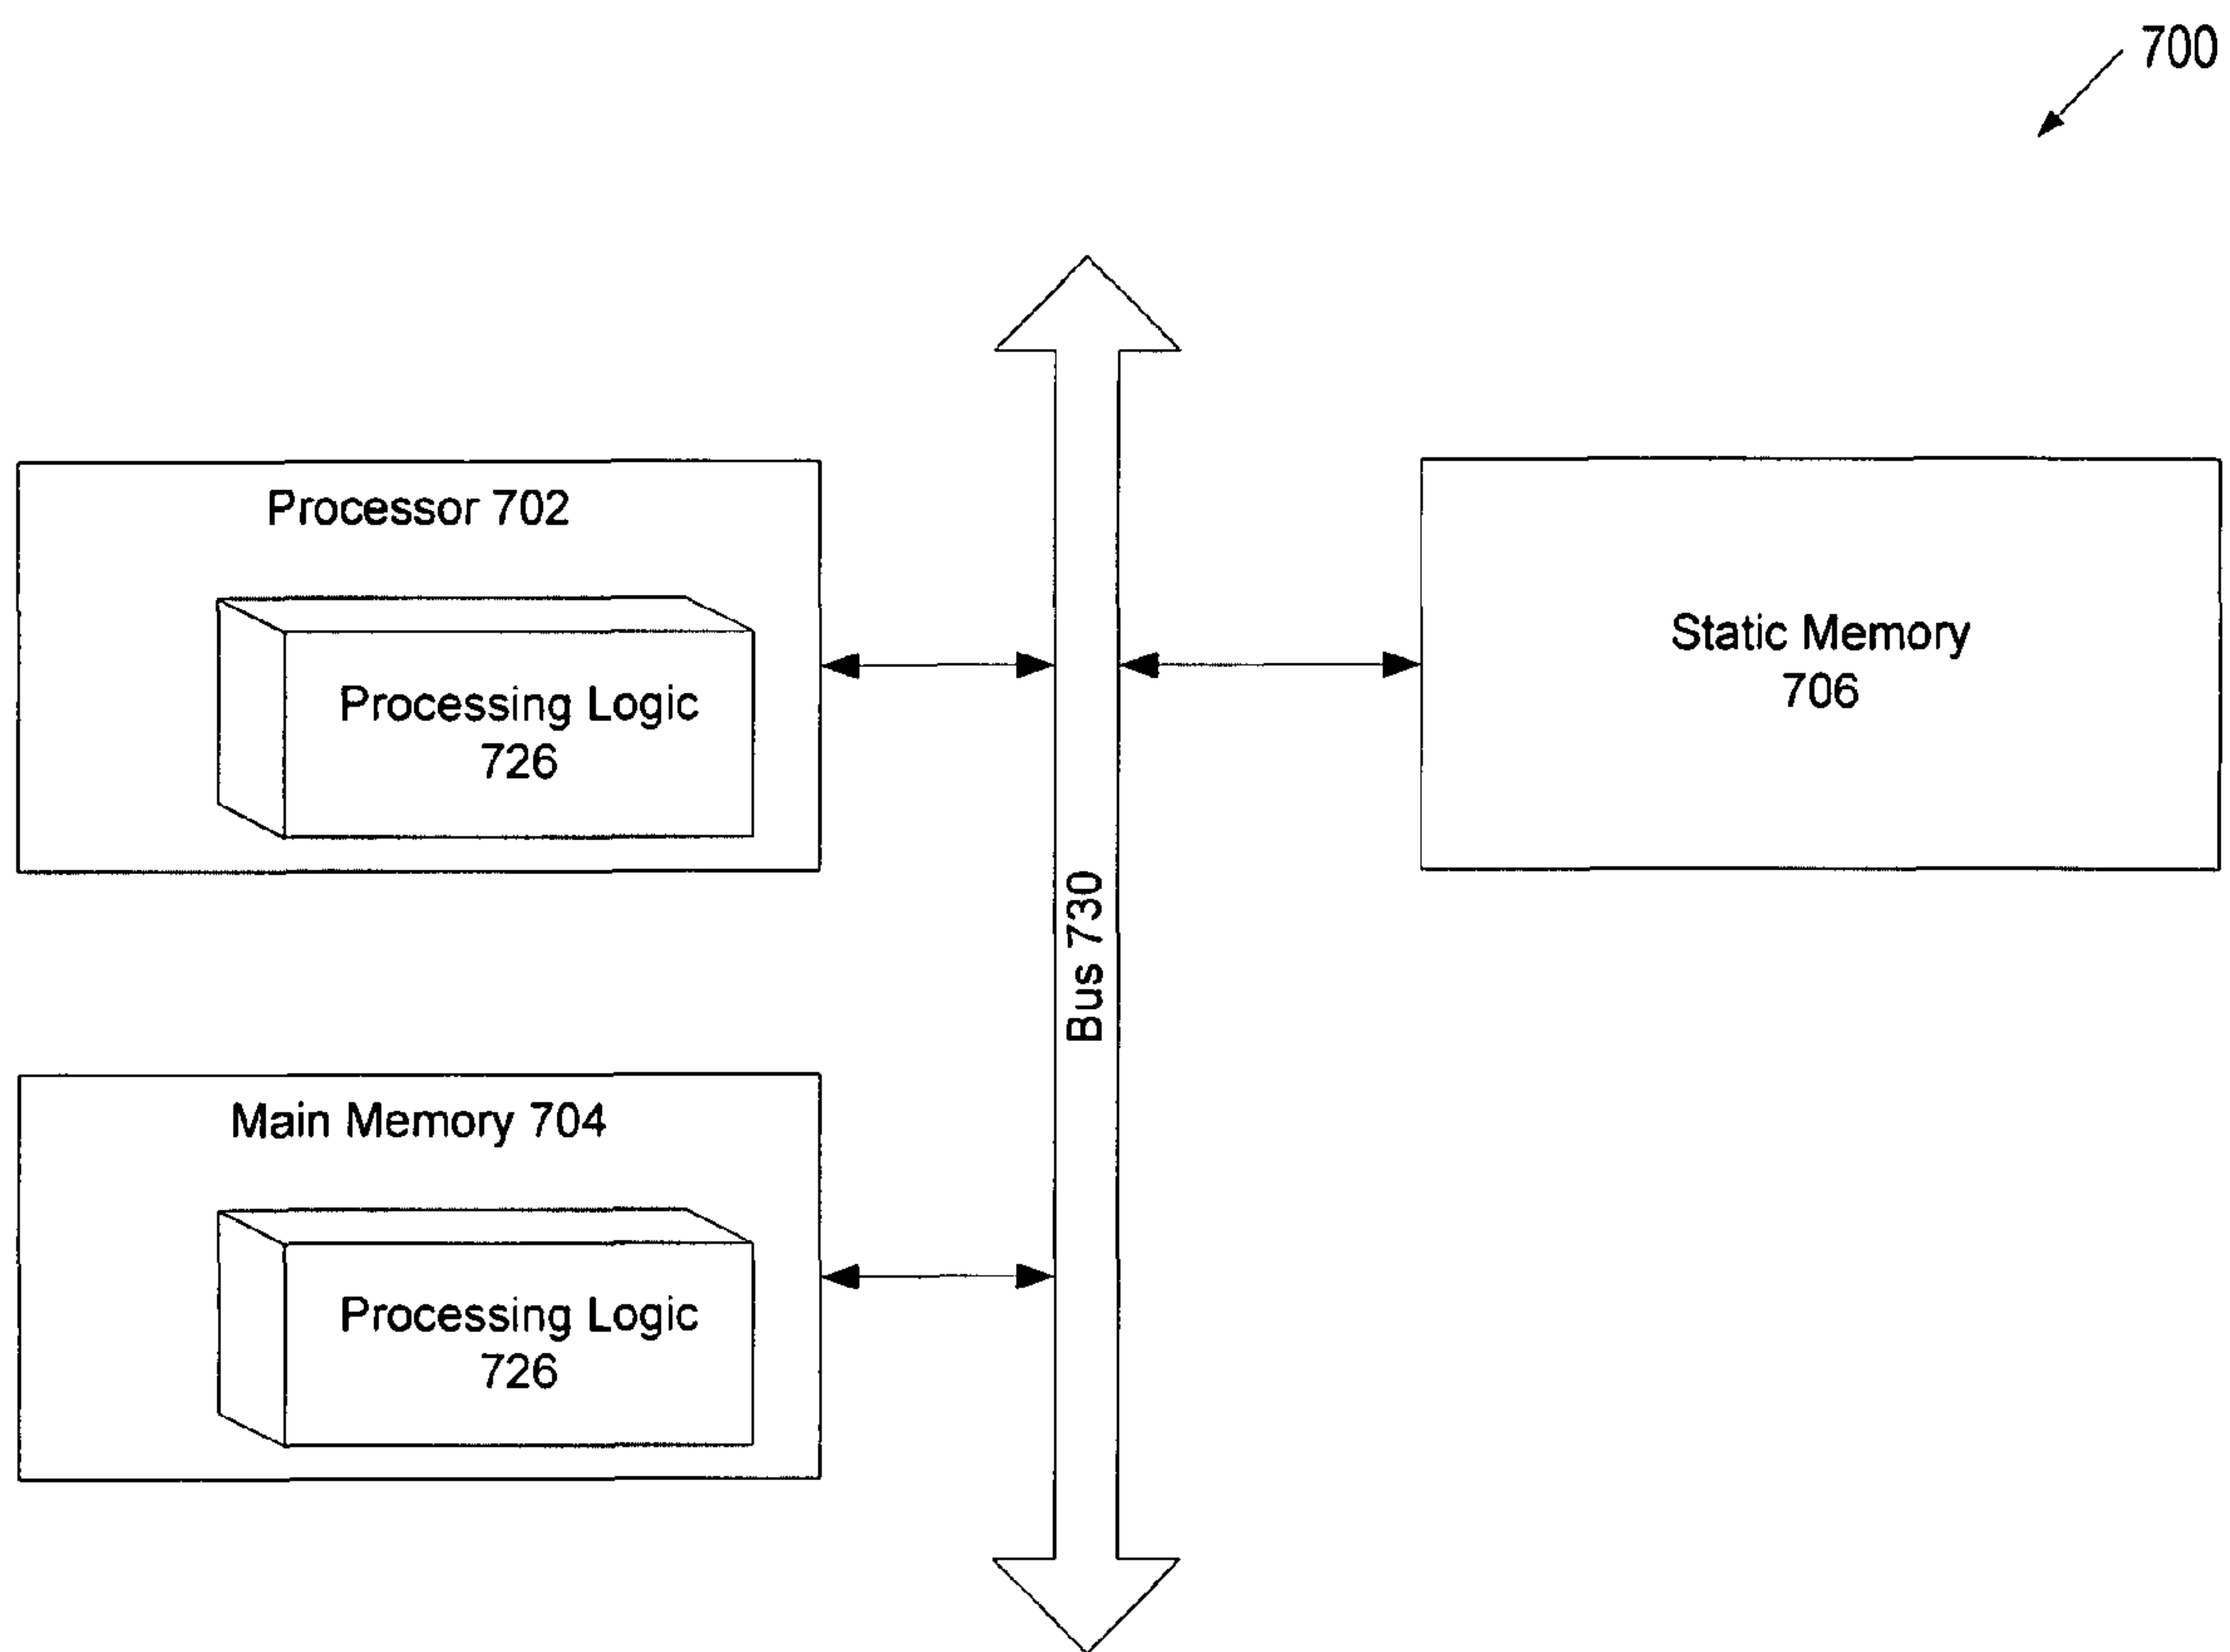 700
Processor 702
Processing Logic
726
Static Memory
706
Bus 730
Main Memory 704
Processing Logic
726